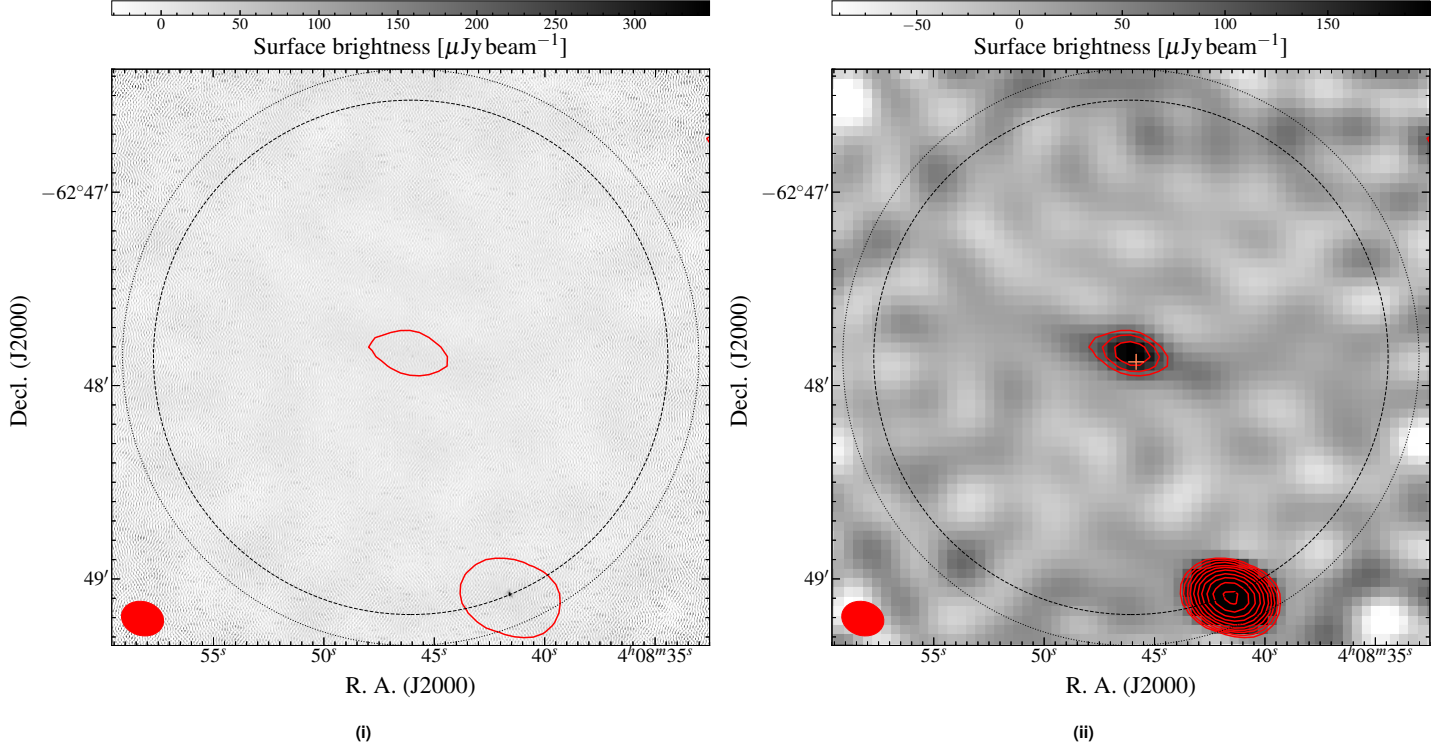 0 50 100 150 200 250 300 350
Surface brightness [μJy beam⁻¹]
−62°47′
48′
49′
Decl. (J2000)
55ˢ 50ˢ 45ˢ 40ˢ 4ʰ08ᵐ35ˢ
R. A. (J2000)
(i)
−50 0 50 100 150
Surface brightness [μJy beam⁻¹]
−62°47′
48′
49′
Decl. (J2000)
55ˢ 50ˢ 45ˢ 40ˢ 4ʰ08ᵐ35ˢ
R. A. (J2000)
(ii)